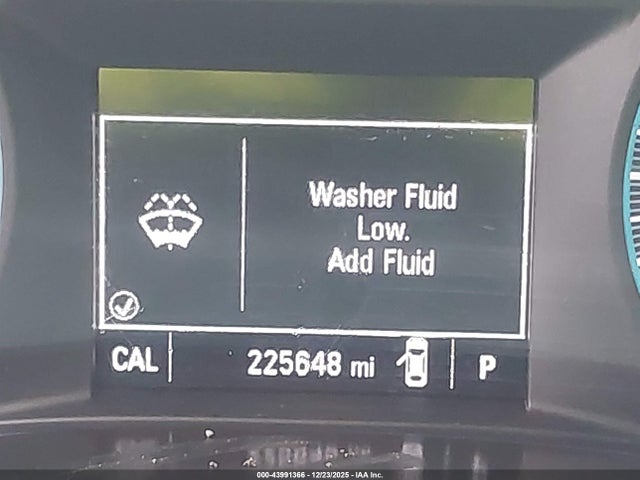 Washer Fluid
Low.
Add Fluid
CAL 225648 mi P
000-43991366 - 12/23/2025 - IAA Inc.